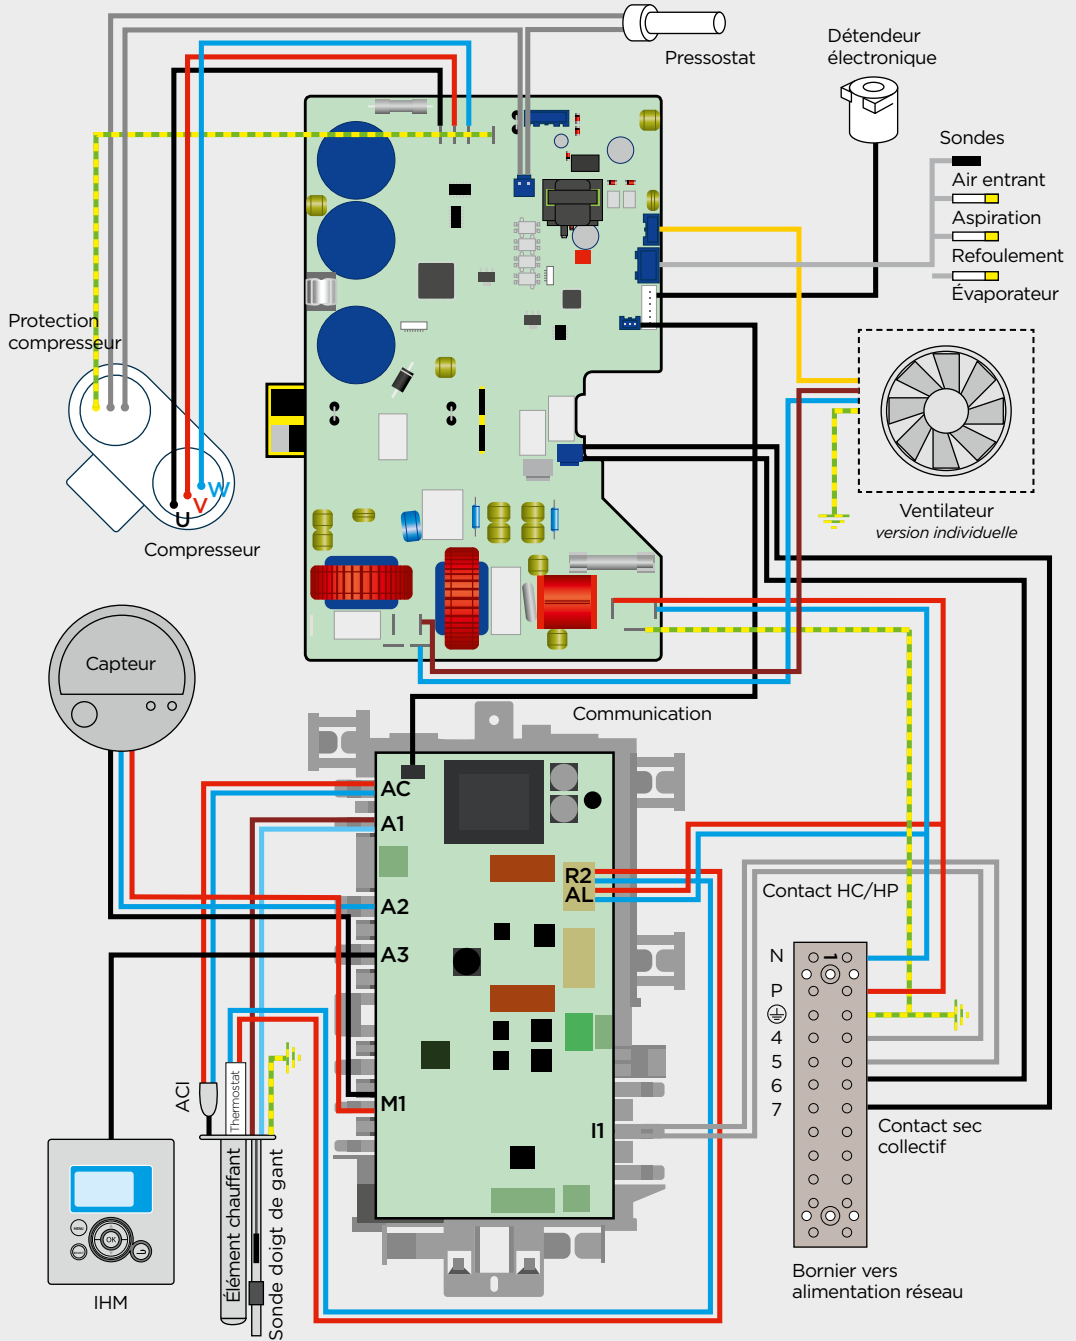 Pressostat
Détendeur
électronique
Sondes
Air entrant
Aspiration
Refoulement
Évaporateur
Protection
compresseur
U
V
W
Compresseur
Ventilateur
version individuelle
Capteur
Communication
AC
A1
R2
AL
A2
A3
M1
I1
Contact HC/HP
N
1
P
4
5
6
7
Contact sec
collectif
Bornier vers
alimentation réseau
ACI
Thermostat
Élément chauffant
Sonde doigt de gant
MENU
OK
IHM